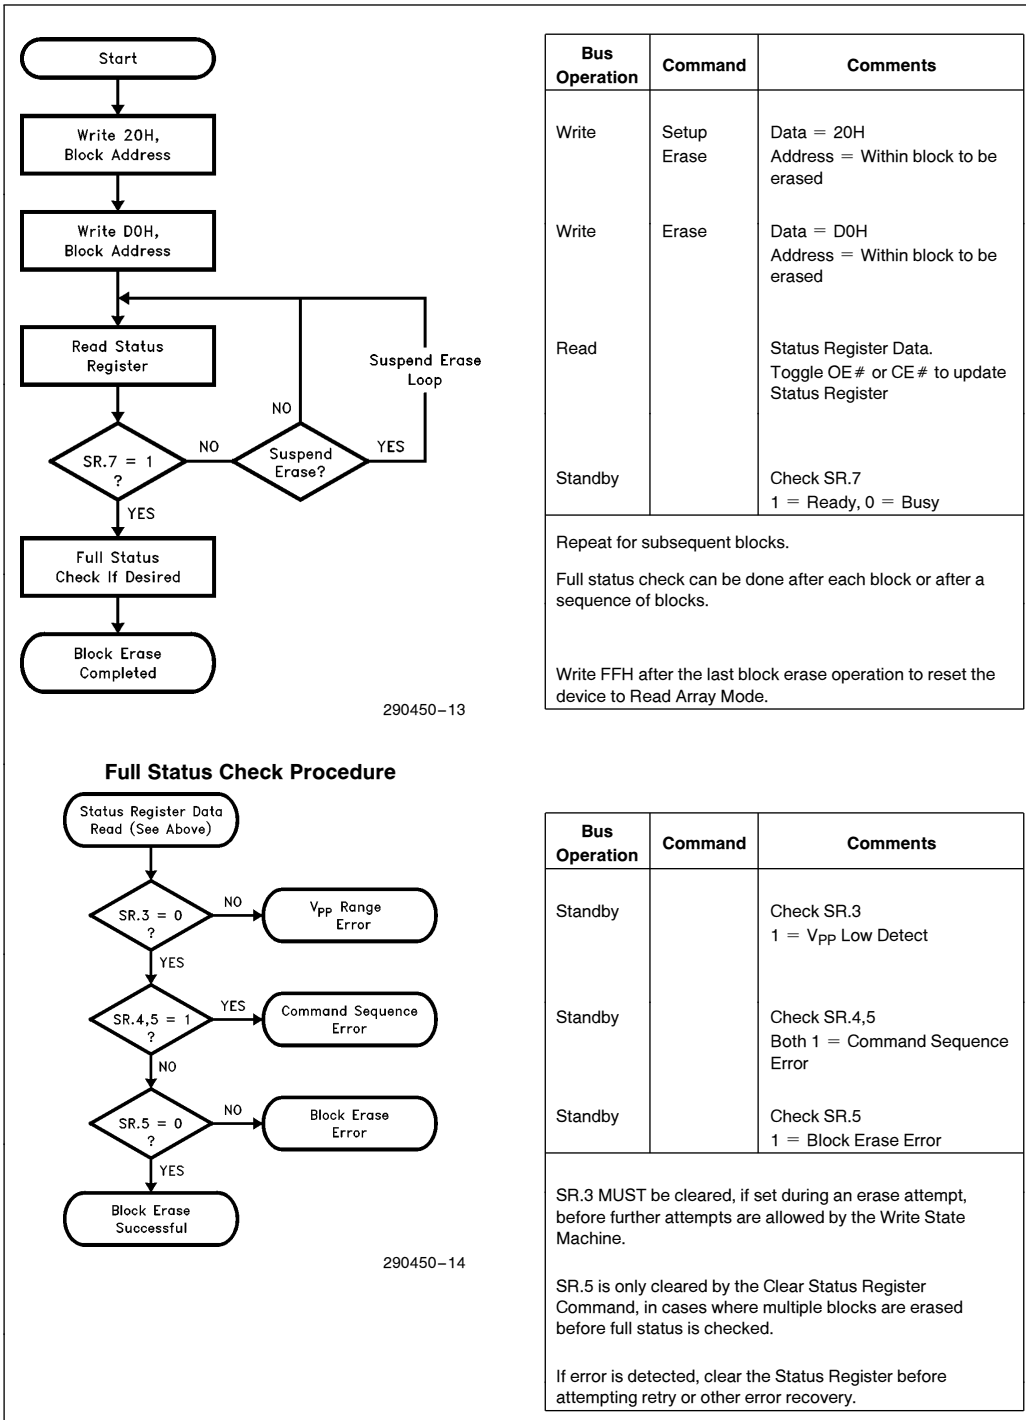 Start
Write 20H,
Block Address
Write D0H,
Block Address
Read Status
Register
Suspend Erase
Loop
NO
SR.7 = 1
?
NO
Suspend
Erase?
YES
YES
Full Status
Check If Desired
Block Erase
Completed
290450–13
Bus
Operation
Command
Comments
Write
Setup
Erase
Data = 20H
Address = Within block to be
erased
Write
Erase
Data = D0H
Address = Within block to be
erased
Read
Status Register Data.
Toggle OE# or CE# to update
Status Register
Standby
Check SR.7
1 = Ready, 0 = Busy
Repeat for subsequent blocks.
Full status check can be done after each block or after a
sequence of blocks.
Write FFH after the last block erase operation to reset the
device to Read Array Mode.
Full Status Check Procedure
Status Register Data
Read (See Above)
SR.3 = 0
?
NO
VPP Range
Error
YES
SR.4,5 = 1
?
YES
Command Sequence
Error
NO
SR.5 = 0
?
NO
Block Erase
Error
YES
Block Erase
Successful
290450–14
Bus
Operation
Command
Comments
Standby
Check SR.3
1 = VPP Low Detect
Standby
Check SR.4,5
Both 1 = Command Sequence
Error
Standby
Check SR.5
1 = Block Erase Error
SR.3 MUST be cleared, if set during an erase attempt,
before further attempts are allowed by the Write State
Machine.
SR.5 is only cleared by the Clear Status Register
Command, in cases where multiple blocks are erased
before full status is checked.
If error is detected, clear the Status Register before
attempting retry or other error recovery.